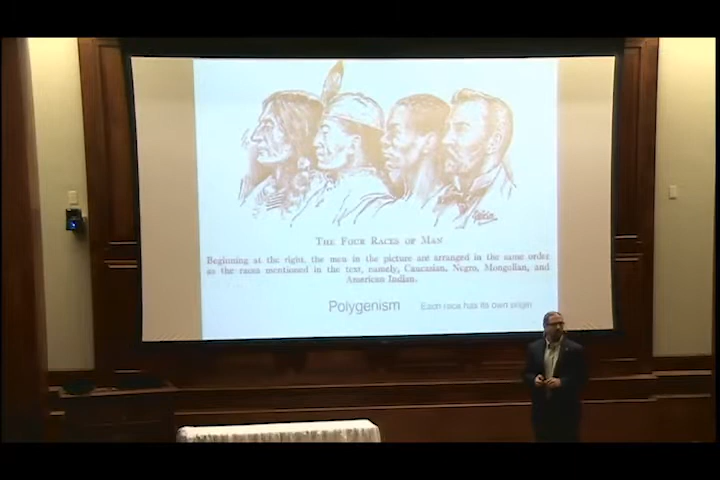 THE FOUR RACES OF MAN
Beginning at the right, the men in the picture are arranged in the same order
as the races mentioned in the text, namely, Caucasian, Negro, Mongolian, and
American Indian.
Polygenism Each race has its own origin